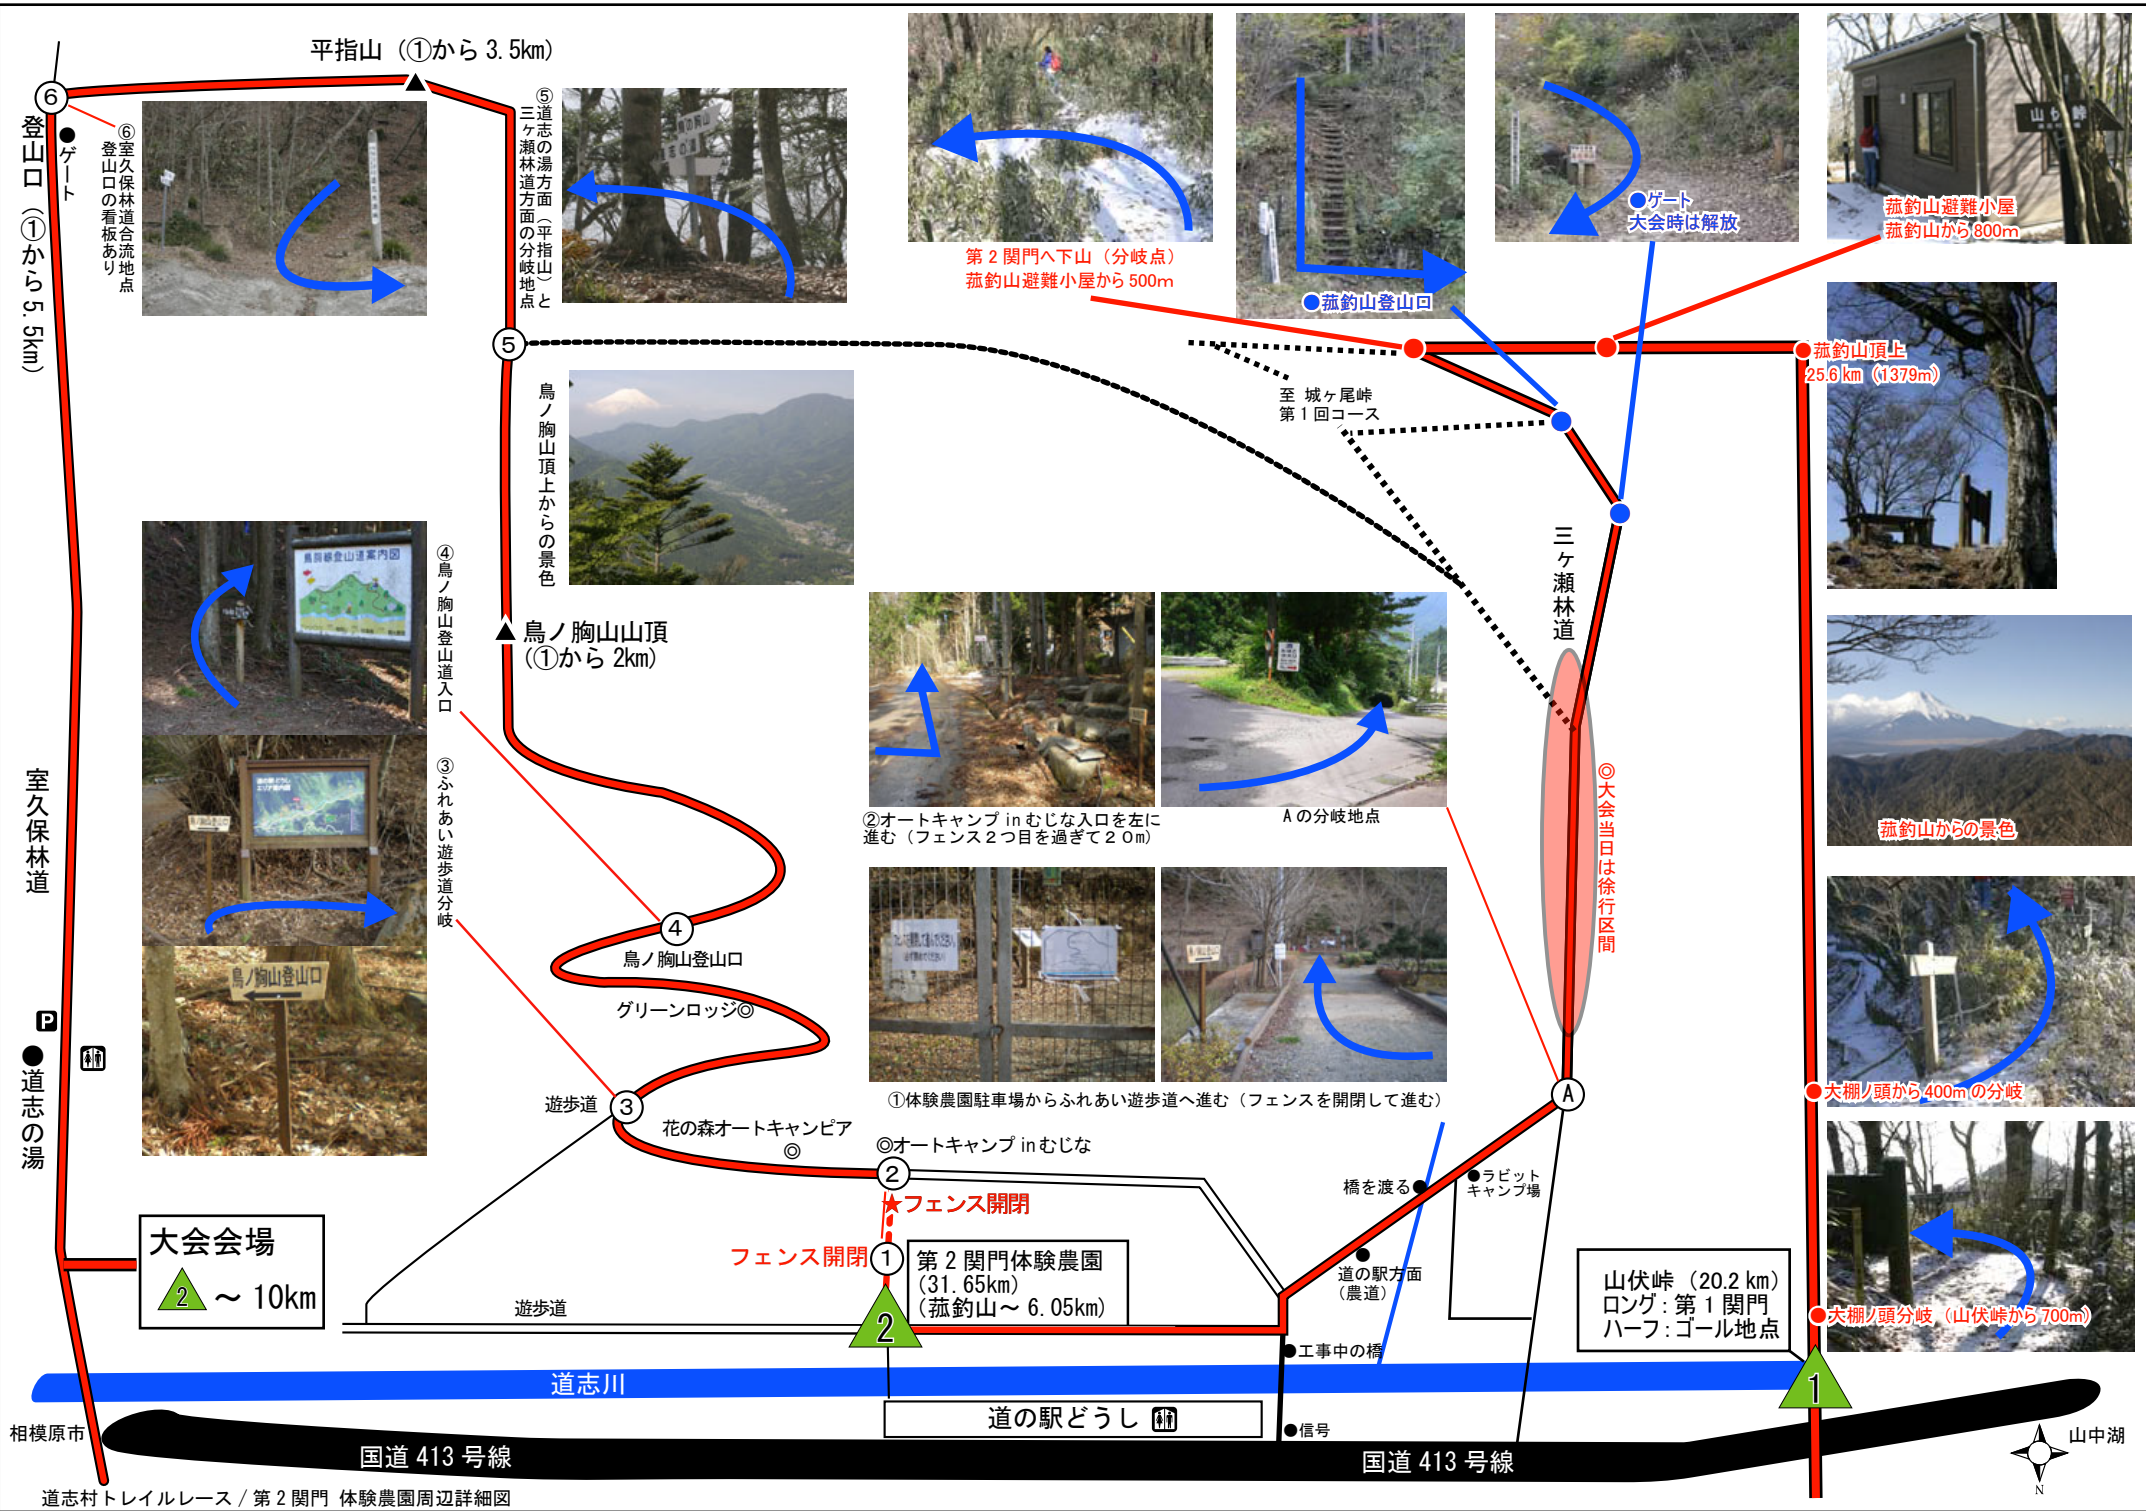 平指山（①から 3.5km）
⑥
登山口（①から 5.5km）
●ゲート
⑥室久保林道合流地点
登山口の看板あり
⑤道志の湯方面（平指山）と
三ヶ瀬林道方面の分岐地点
⑤
第２関門へ下山（分岐点）
菰釣山避難小屋から 500m
●菰釣山登山口
●ゲート
大会時は解放
菰釣山避難小屋
菰釣山から 800m
菰釣山頂上
25.6 km（1379m）
至 城ヶ尾峠
第１回コース
鳥ノ胸山頂上からの景色
鳥胸山登山道案内図
④鳥ノ胸山登山道入口
鳥ノ胸山山頂
（①から 2km）
三ヶ瀬林道
菰釣山からの景色
◎大会当日は徐行区間
③ふれあい遊歩道分岐
②オートキャンプ in むじな入口を左に
進む（フェンス２つ目を過ぎて２０m）
A の分岐地点
室久保林道
④
鳥ノ胸山登山口
鳥ノ胸山登山口
グリーンロッジ◎
P
●道志の湯
①体験農園駐車場からふれあい遊歩道へ進む（フェンスを開閉して進む）
A
大棚ノ頭から 400m の分岐
遊歩道
③
花の森オートキャンピア
◎
◎オートキャンプ in むじな
②
★フェンス開閉
橋を渡る●
●ラビット
キャンプ場
大会会場
2 ～ 10km
フェンス開閉
①
第２関門体験農園
（31.65km）
（菰釣山～ 6.05km）
道の駅方面
（農道）
山伏峠（20.2 km）
ロング：第１関門
ハーフ：ゴール地点
大棚ノ頭分岐（山伏峠から 700m）
遊歩道
2
●工事中の橋
道志川
1
道の駅どうし
●信号
相模原市
国道 413 号線
国道 413 号線
山中湖
N
道志村トレイルレース / 第２関門 体験農園周辺詳細図